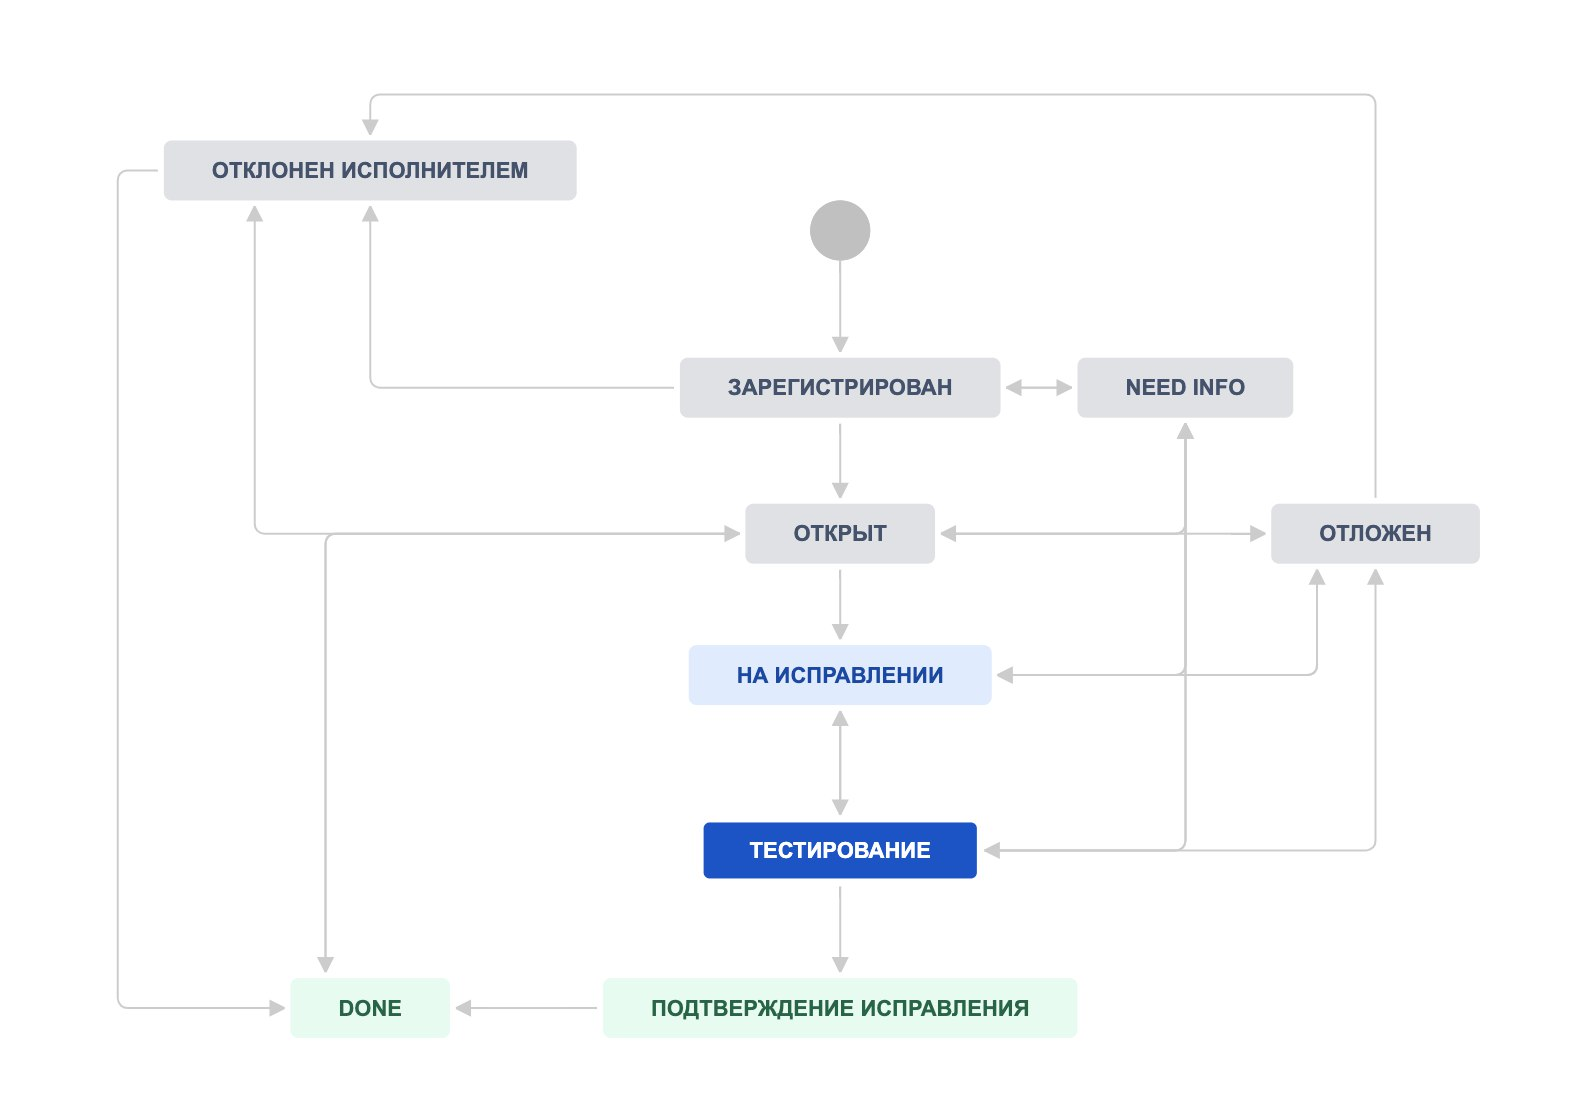 ОТКЛОНЕН ИСПОЛНИТЕЛЕМ
ЗАРЕГИСТРИРОВАН
NEED INFO
ОТКРЫТ
ОТЛОЖЕН
НА ИСПРАВЛЕНИИ
ТЕСТИРОВАНИЕ
DONE
ПОДТВЕРЖДЕНИЕ ИСПРАВЛЕНИЯ